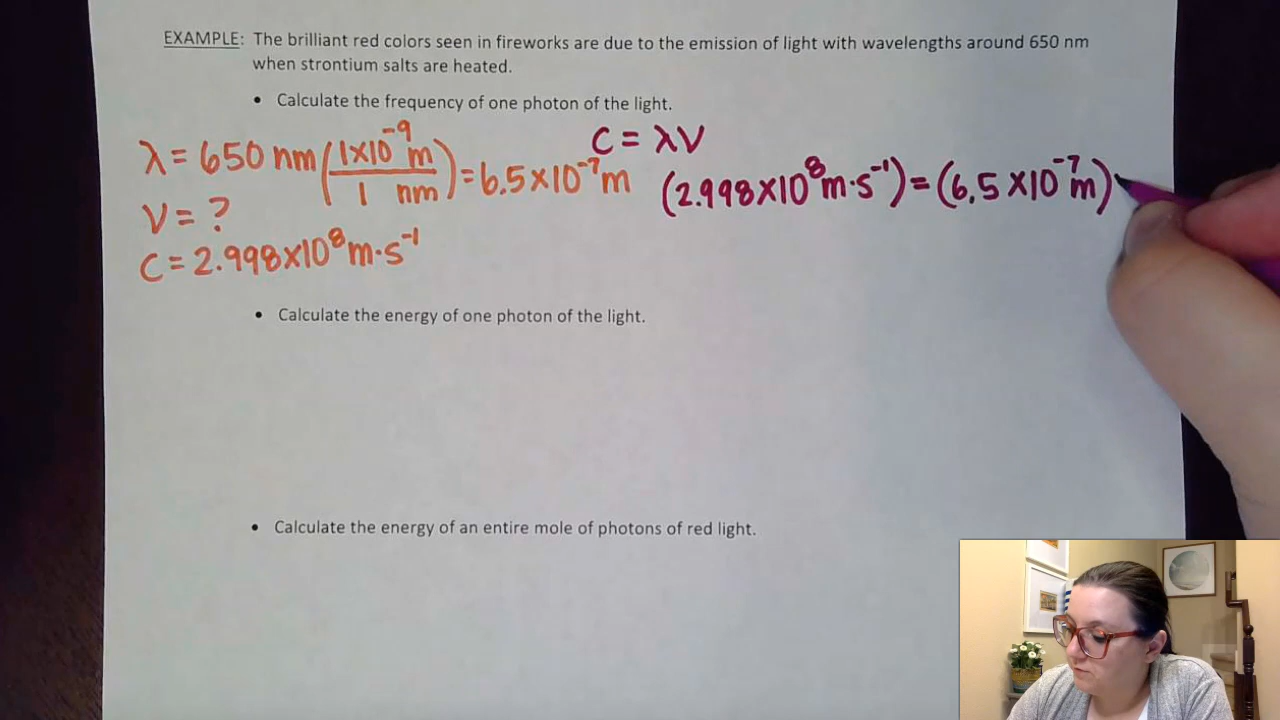 EXAMPLE: The brilliant red colors seen in fireworks are due to the emission of light with wavelengths around 650 nm
when strontium salts are heated.
• Calculate the frequency of one photon of the light.
λ = 650 nm (1×10⁻⁹ m / 1 nm) = 6.5×10⁻⁷ m
ν = ?
C = 2.998×10⁸ m·s⁻¹
C = λν
(2.998×10⁸ m·s⁻¹) = (6.5×10⁻⁷ m)
• Calculate the energy of one photon of the light.
• Calculate the energy of an entire mole of photons of red light.